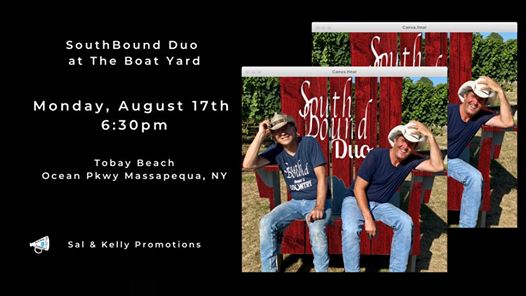 SouthBound Duo
at The Boat Yard
Monday, August 17th
6:30pm
Tobay Beach
Ocean Pkwy Massapequa, NY
Sal & Kelly Promotions
Canva.final
Canva.final
South
Bound
Duo
COUNTRY